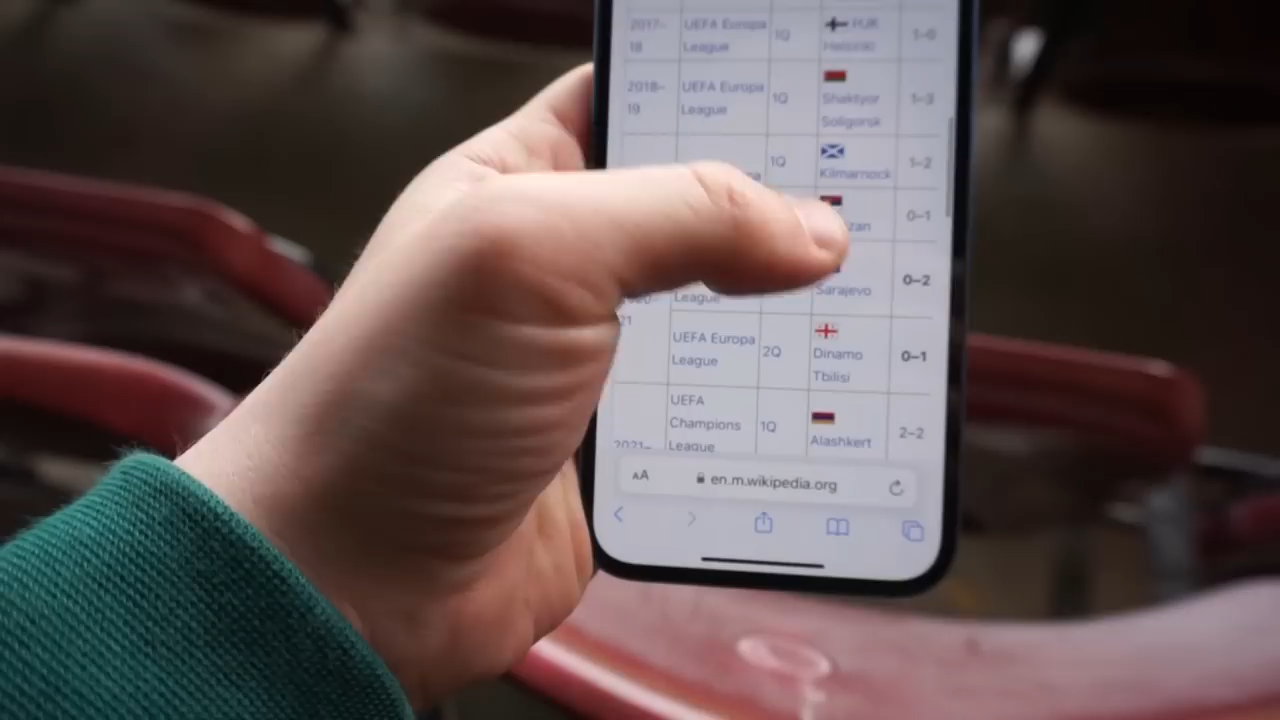 2017–
18
UEFA Europa
League
1Q
HJK
Helsinki
1–6
2018–
19
UEFA Europa
League
1Q
Shakhtyor
Soligorsk
1–3
1Q
Kilmarnock
1–2
0–1
League
Sarajevo
0–2
21
UEFA Europa
League
2Q
Dinamo
Tbilisi
0–1
2021–
UEFA
Champions
League
1Q
Alashkert
2–2
AA
en.m.wikipedia.org